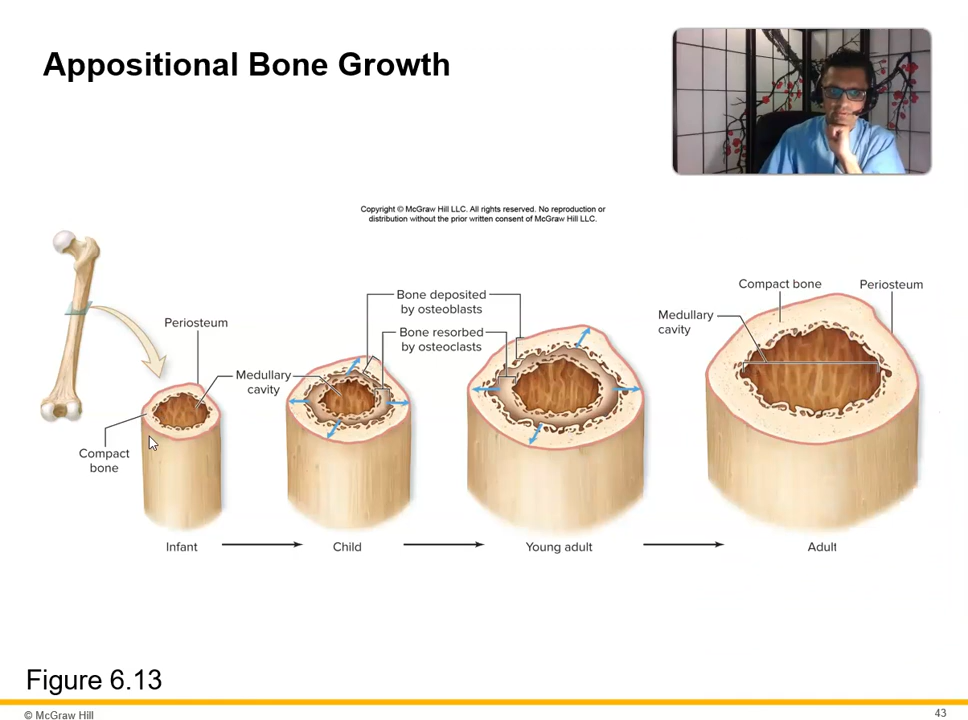 Appositional Bone Growth
Copyright © McGraw Hill LLC. All rights reserved. No reproduction or
distribution without the prior written consent of McGraw Hill LLC.
Periosteum
Medullary
cavity
Compact
bone
Bone deposited
by osteoblasts
Bone resorbed
by osteoclasts
Medullary
cavity
Compact bone
Periosteum
Infant
Child
Young adult
Adult
Figure 6.13
© McGraw Hill
43